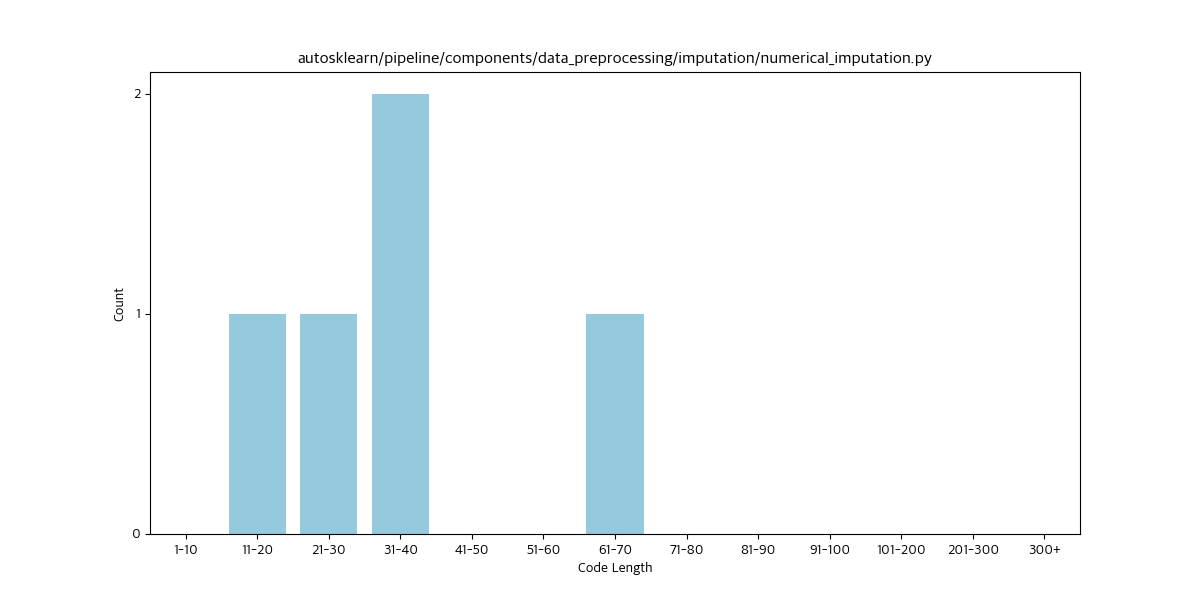 autosklearn/pipeline/components/data_preprocessing/imputation/numerical_imputation.py
2
1
0
Count
1-10 11-20 21-30 31-40 41-50 51-60 61-70 71-80 81-90 91-100 101-200 201-300 300+
Code Length